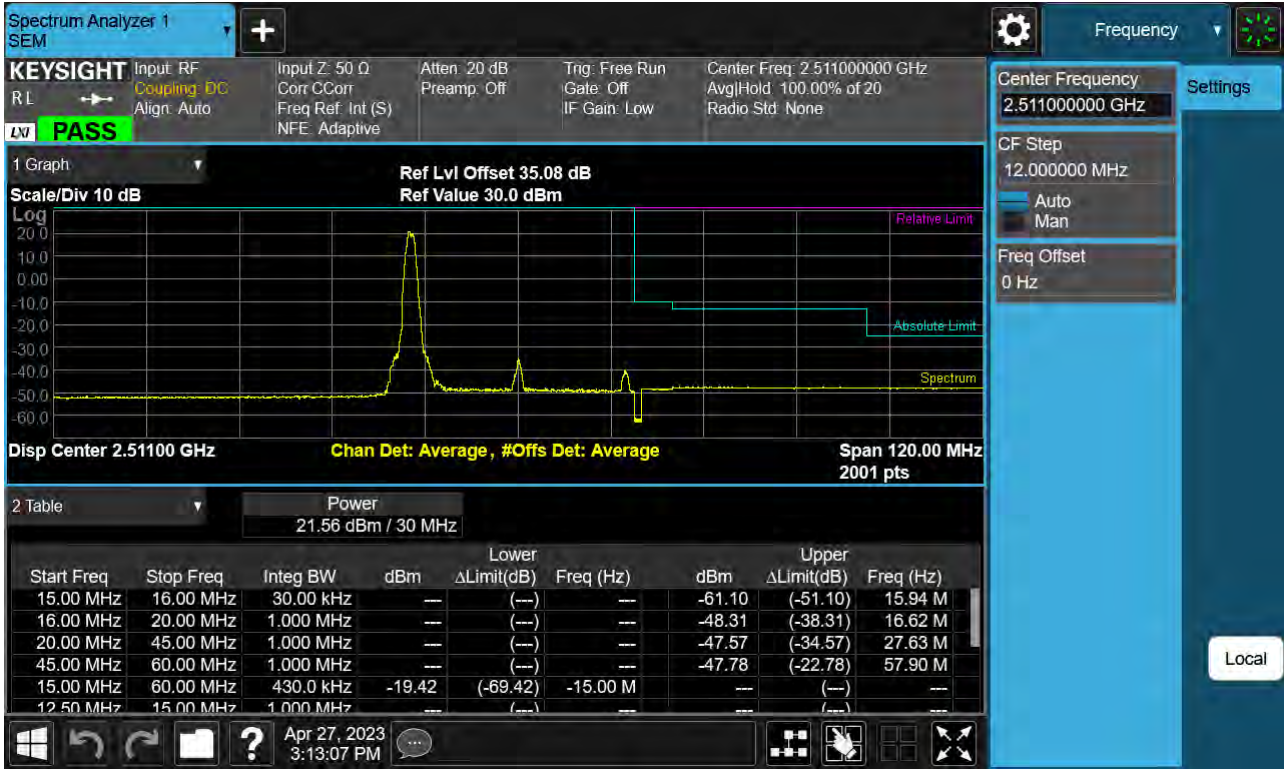 Spectrum Analyzer 1
SEM
Frequency
KEYSIGHT
RL
LXI
PASS
Input: RF
Coupling: DC
Align: Auto
Input Z: 50 Ω
Corr CCorr
Freq Ref: Int (S)
NFE: Adaptive
Atten: 20 dB
Preamp: Off
Trig: Free Run
Gate: Off
IF Gain: Low
Center Freq: 2.511000000 GHz
Avg|Hold: 100.00% of 20
Radio Std: None
Center Frequency
2.511000000 GHz
Settings
CF Step
12.000000 MHz
Auto
Man
Freq Offset
0 Hz
Local
1 Graph
Scale/Div 10 dB
Ref Lvl Offset 35.08 dB
Ref Value 30.0 dBm
Log
20.0
10.0
0.00
-10.0
-20.0
-30.0
-40.0
-50.0
-60.0
Relative Limit
Absolute Limit
Spectrum
Disp Center 2.51100 GHz
Chan Det: Average, #Offs Det: Average
Span 120.00 MHz
2001 pts
2 Table
Power
21.56 dBm / 30 MHz
Lower Upper
Start Freq Stop Freq Integ BW dBm ΔLimit(dB) Freq (Hz) dBm ΔLimit(dB) Freq (Hz)
15.00 MHz 16.00 MHz 30.00 kHz --- (---) --- -61.10 (-51.10) 15.94 M
16.00 MHz 20.00 MHz 1.000 MHz --- (---) --- -48.31 (-38.31) 16.62 M
20.00 MHz 45.00 MHz 1.000 MHz --- (---) --- -47.57 (-34.57) 27.63 M
45.00 MHz 60.00 MHz 1.000 MHz --- (---) --- -47.78 (-22.78) 57.90 M
15.00 MHz 60.00 MHz 430.0 kHz -19.42 (-69.42) -15.00 M --- (---) ---
12.50 MHz 15.00 MHz 1.000 MHz --- (---) --- --- (---) ---
Apr 27, 2023
3:13:07 PM